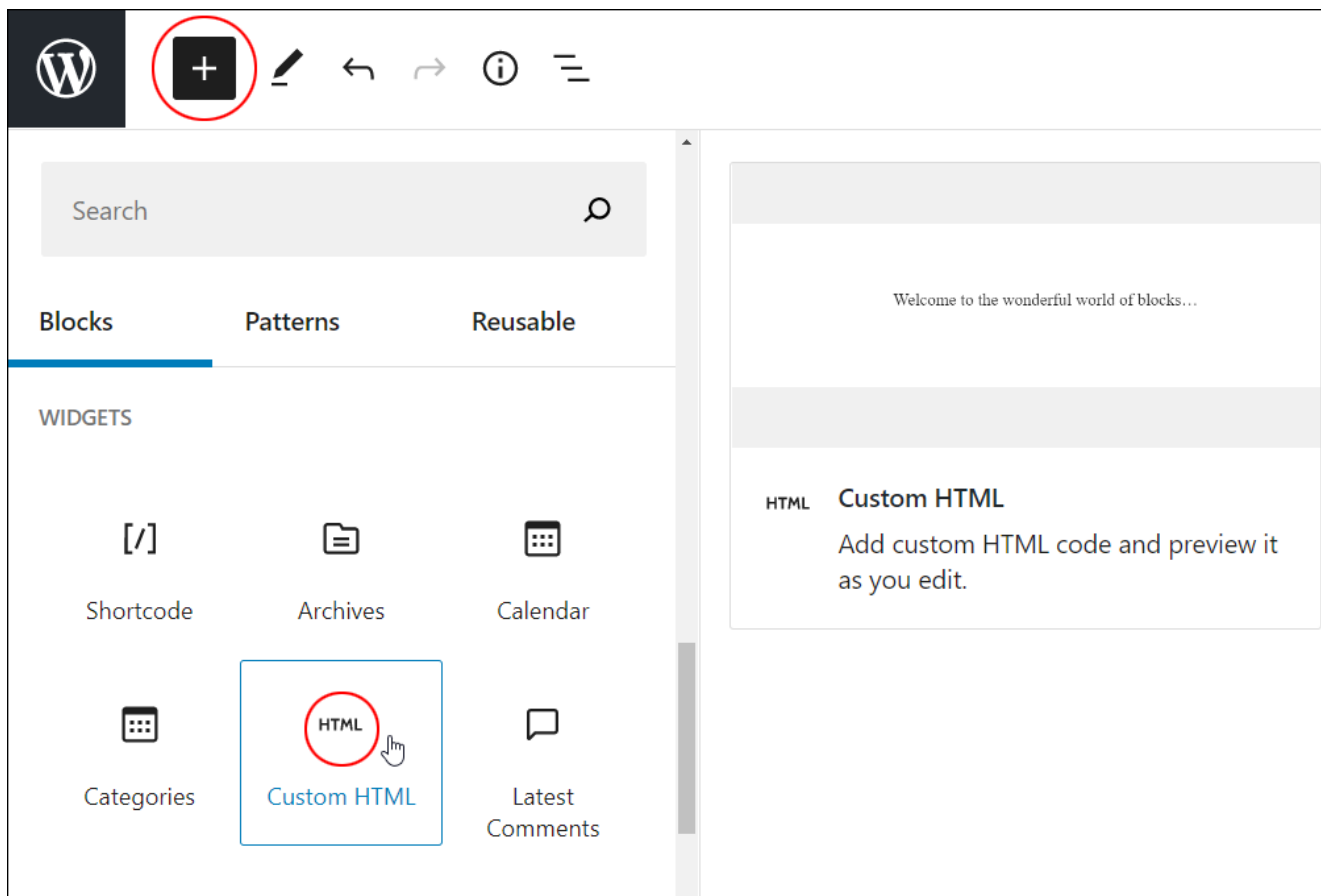 Search
Blocks Patterns Reusable
WIDGETS
[/]
Shortcode Archives Calendar
HTML
Categories Custom HTML Latest
Comments
Welcome to the wonderful world of blocks…
HTML Custom HTML
Add custom HTML code and preview it
as you edit.